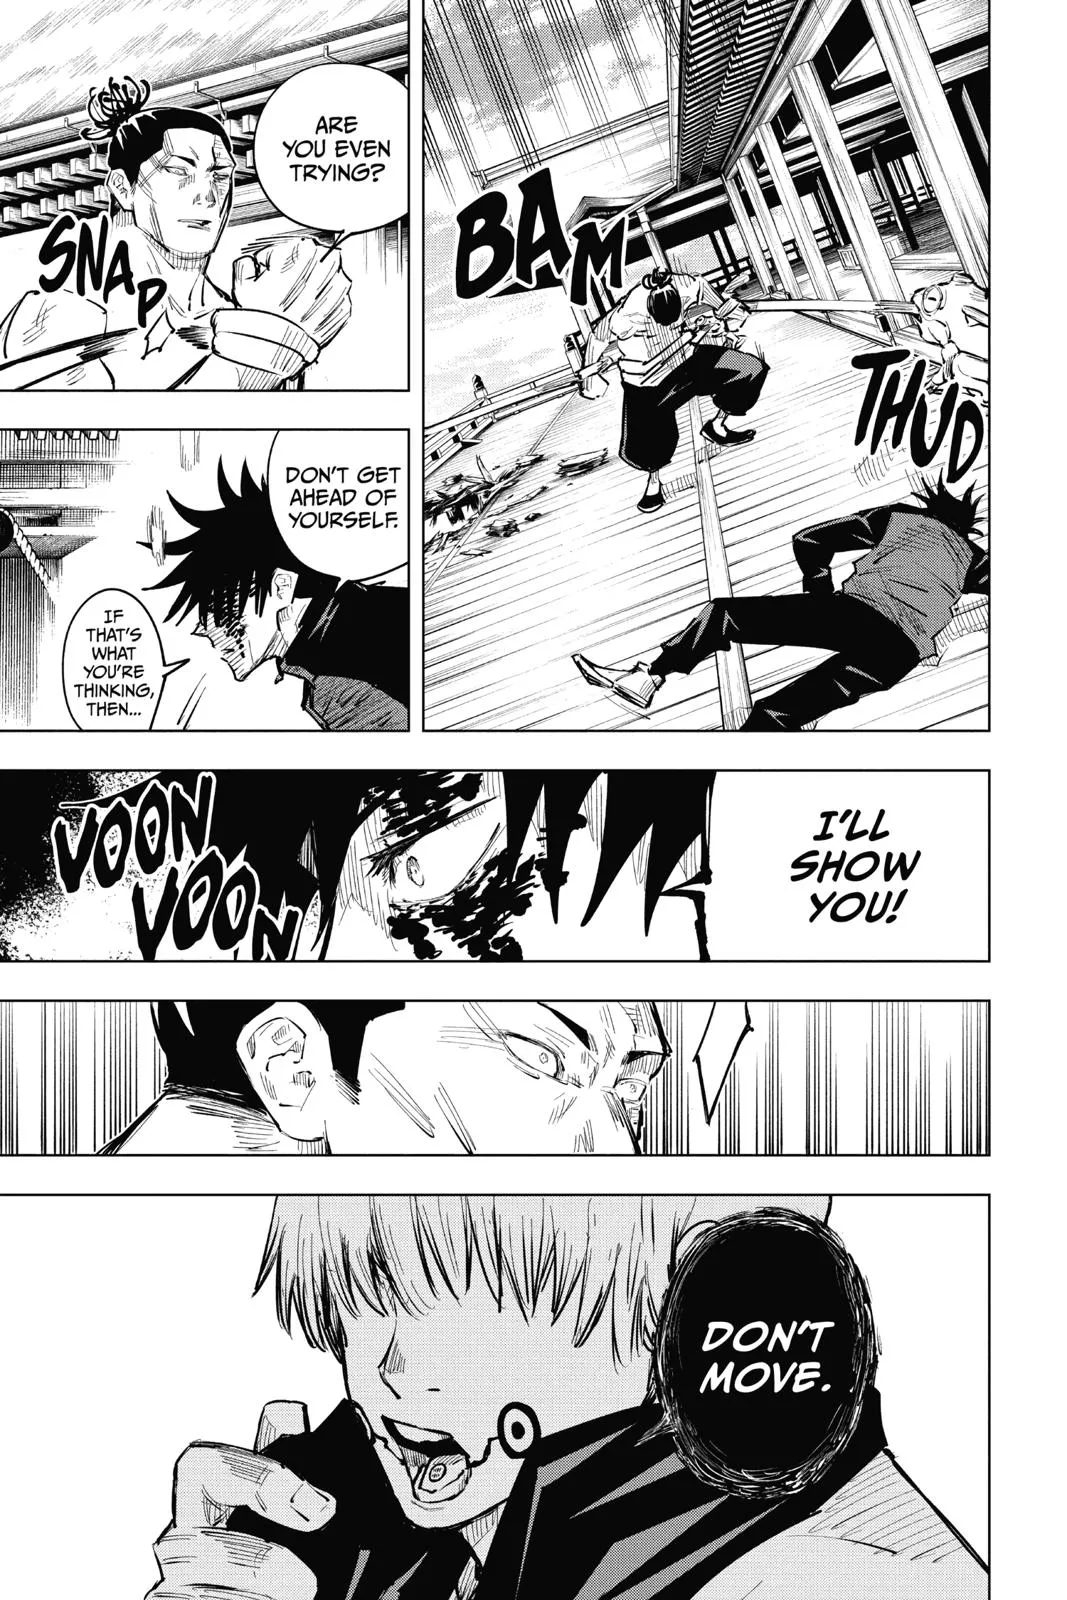 BAM
THUD
ARE
YOU EVEN
TRYING?
SNAP
DON'T GET
AHEAD OF
YOURSELF.
IF
THAT'S
WHAT
YOU'RE
THINKING,
THEN...
I'LL
SHOW
YOU!
VOON
VOON
DON'T
MOVE.